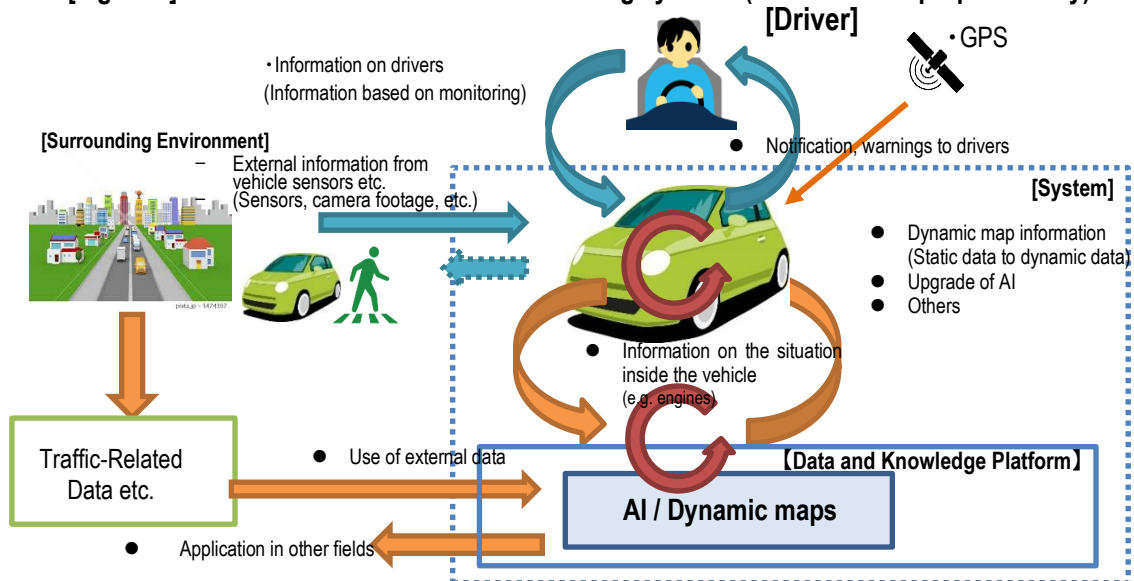 [Driver]
・GPS
・Information on drivers
(Information based on monitoring)
[Surrounding Environment]
– External information from
vehicle sensors etc.
– (Sensors, camera footage, etc.)
● Notification, warnings to drivers
[System]
● Dynamic map information
(Static data to dynamic data)
● Upgrade of AI
● Others
pixta.jp - 5474107
● Information on the situation
inside the vehicle
(e.g. engines)
Traffic-Related
Data etc.
● Use of external data
【Data and Knowledge Platform】
AI / Dynamic maps
● Application in other fields